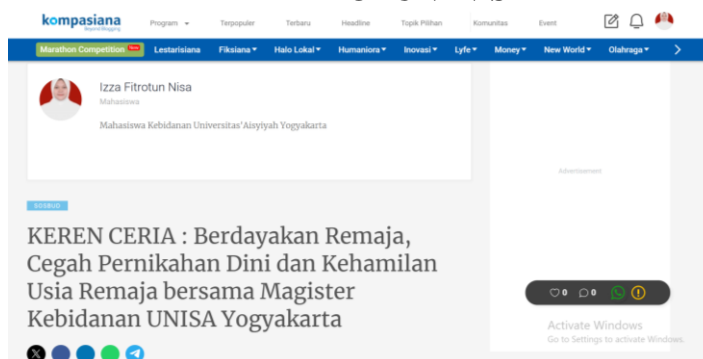 kompasiana
Beyond Blogging
Program
Terpopuler
Terbaru
Headline
Topik Pilihan
Komunitas
Event
Marathon Competition New
Lestarisiana
Fiksiana
Halo Lokal
Humaniora
Inovasi
Lyfe
Money
New World
Olahraga
Izza Fitrotun Nisa
Mahasiswa
Mahasiswa Kebidanan Universitas'Aisyiyah Yogyakarta
Advertisement
SOSBUD
KEREN CERIA : Berdayakan Remaja,
Cegah Pernikahan Dini dan Kehamilan
Usia Remaja bersama Magister
Kebidanan UNISA Yogyakarta
0 0
Activate Windows
Go to Settings to activate Windows.